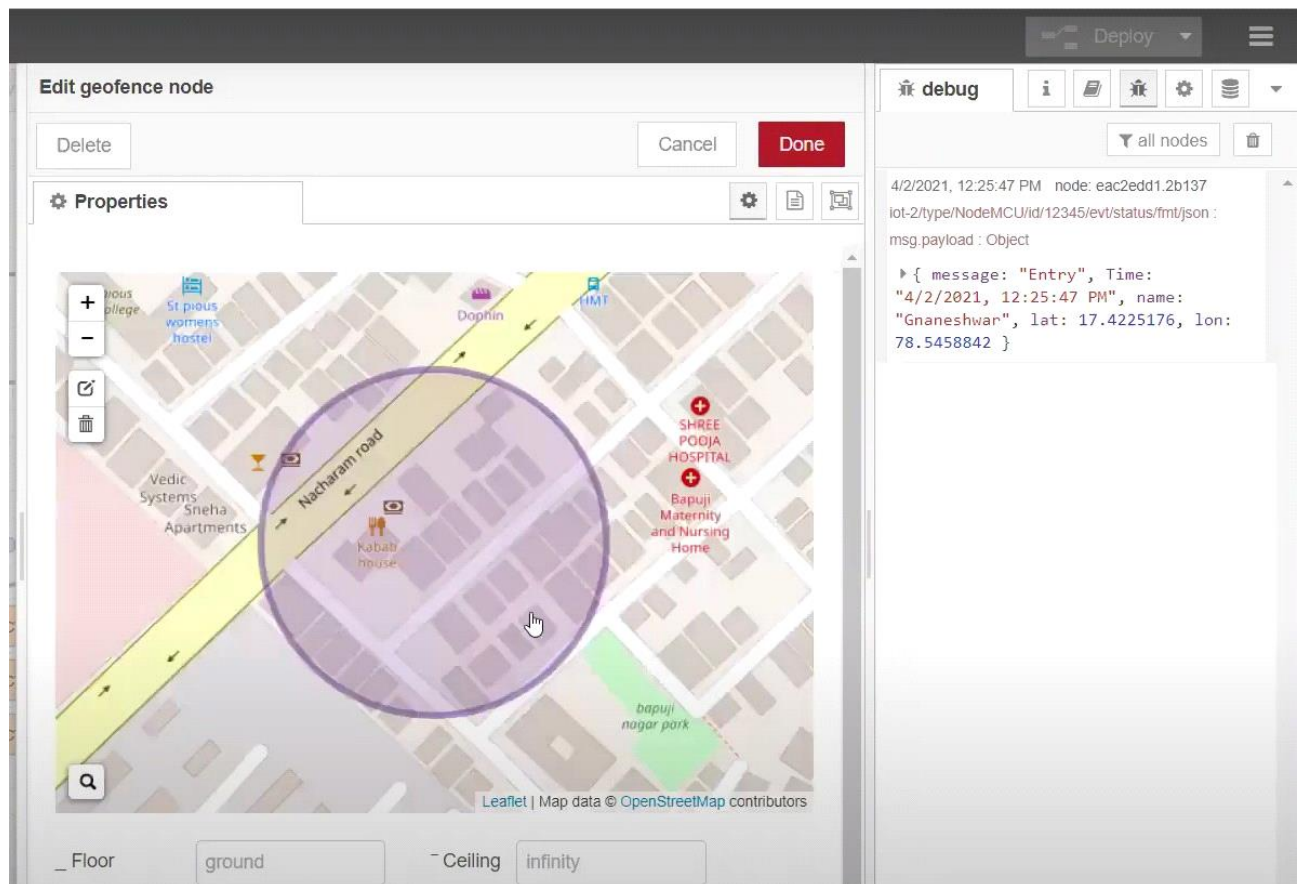 Deploy
Edit geofence node
Delete
Cancel
Done
Properties
debug
i
all nodes
4/2/2021, 12:25:47 PM node: eac2edd1.2b137
iot-2/type/NodeMCU/id/12345/evt/status/fmt/json :
msg.payload : Object
{ message: "Entry", Time:
"4/2/2021, 12:25:47 PM", name:
"Gnaneshwar", lat: 17.4225176, lon:
78.5458842 }
+
−
St pious
womens
hostel
Dophin
HMT
Nacharam road
Vedic
Systems
Sneha
Apartments
Kabab
house
SHREE
POOJA
HOSPITAL
Bapuji
Maternity
and Nursing
Home
bapuji
nagar park
Leaflet | Map data © OpenStreetMap contributors
Floor
ground
Ceiling
infinity